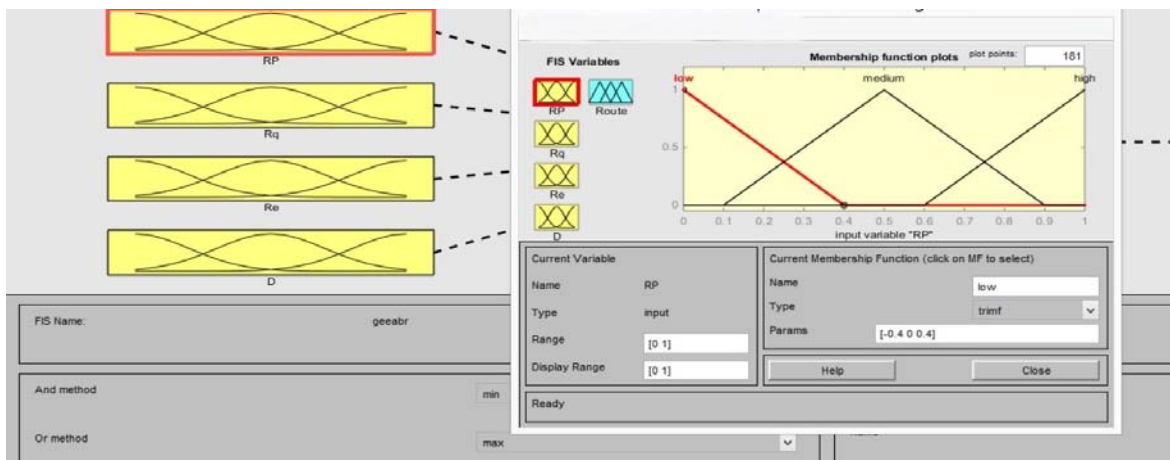 RP
Rq
Re
D
FIS Name: geeabr
And method min
Or method max
FIS Variables
RP Route
Rq
Re
D
Membership function plots plot points: 181
low medium high
1
0.5
0
0 0.1 0.2 0.3 0.4 0.5 0.6 0.7 0.8 0.9 1
input variable "RP"
Current Variable
Name RP
Type input
Range [0 1]
Display Range [0 1]
Current Membership Function (click on MF to select)
Name low
Type trimf
Params [-0.4 0 0.4]
Help Close
Ready